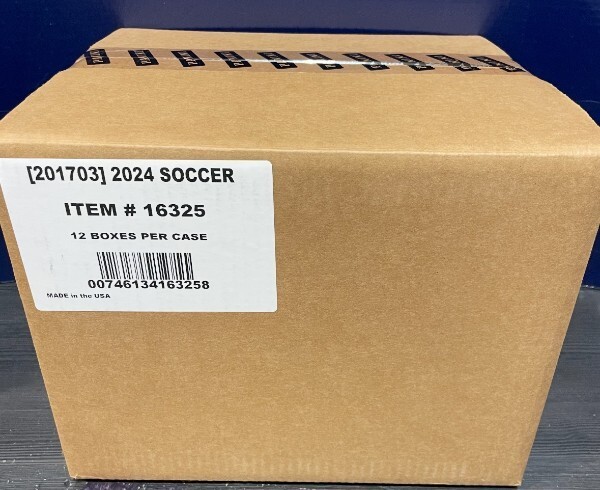 [201703] 2024 SOCCER
ITEM # 16325
12 BOXES PER CASE
00746134163258
MADE in the USA